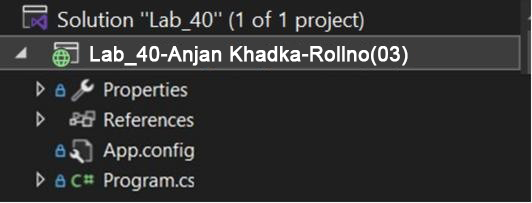 Solution "Lab_40" (1 of 1 project)
Lab_40-Anjan Khadka-Rollno(03)
Properties
References
App.config
C# Program.cs